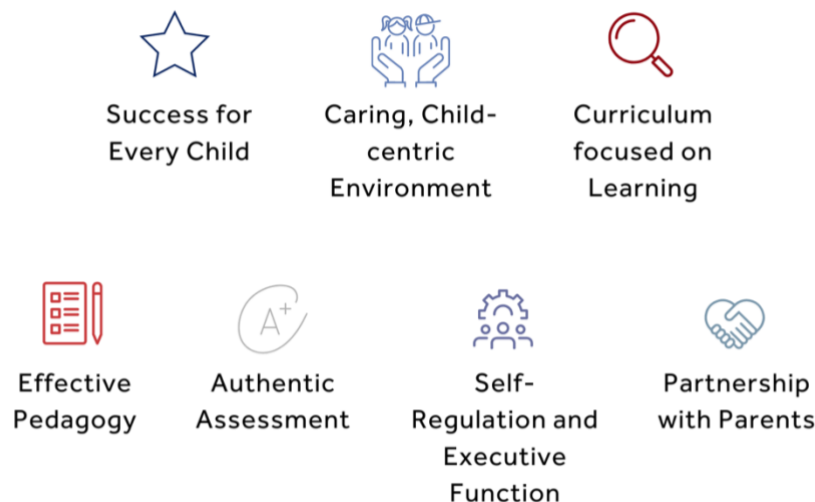 Success for
Every Child
Caring, Child-
centric
Environment
Curriculum
focused on
Learning
A+
Effective
Pedagogy
Authentic
Assessment
Self-
Regulation and
Executive
Function
Partnership
with Parents